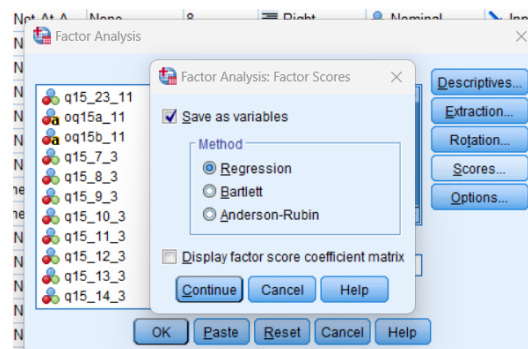 Not At A None 8 Right Nominal
Factor Analysis
Factor Analysis: Factor Scores
q15_23_11
oq15a_11
oq15b_11
q15_7_3
q15_8_3
q15_9_3
q15_10_3
q15_11_3
q15_12_3
q15_13_3
q15_14_3
Save as variables
Method
Regression
Bartlett
Anderson-Rubin
Display factor score coefficient matrix
Continue Cancel Help
Descriptives...
Extraction...
Rotation...
Scores...
Options...
OK Paste Reset Cancel Help